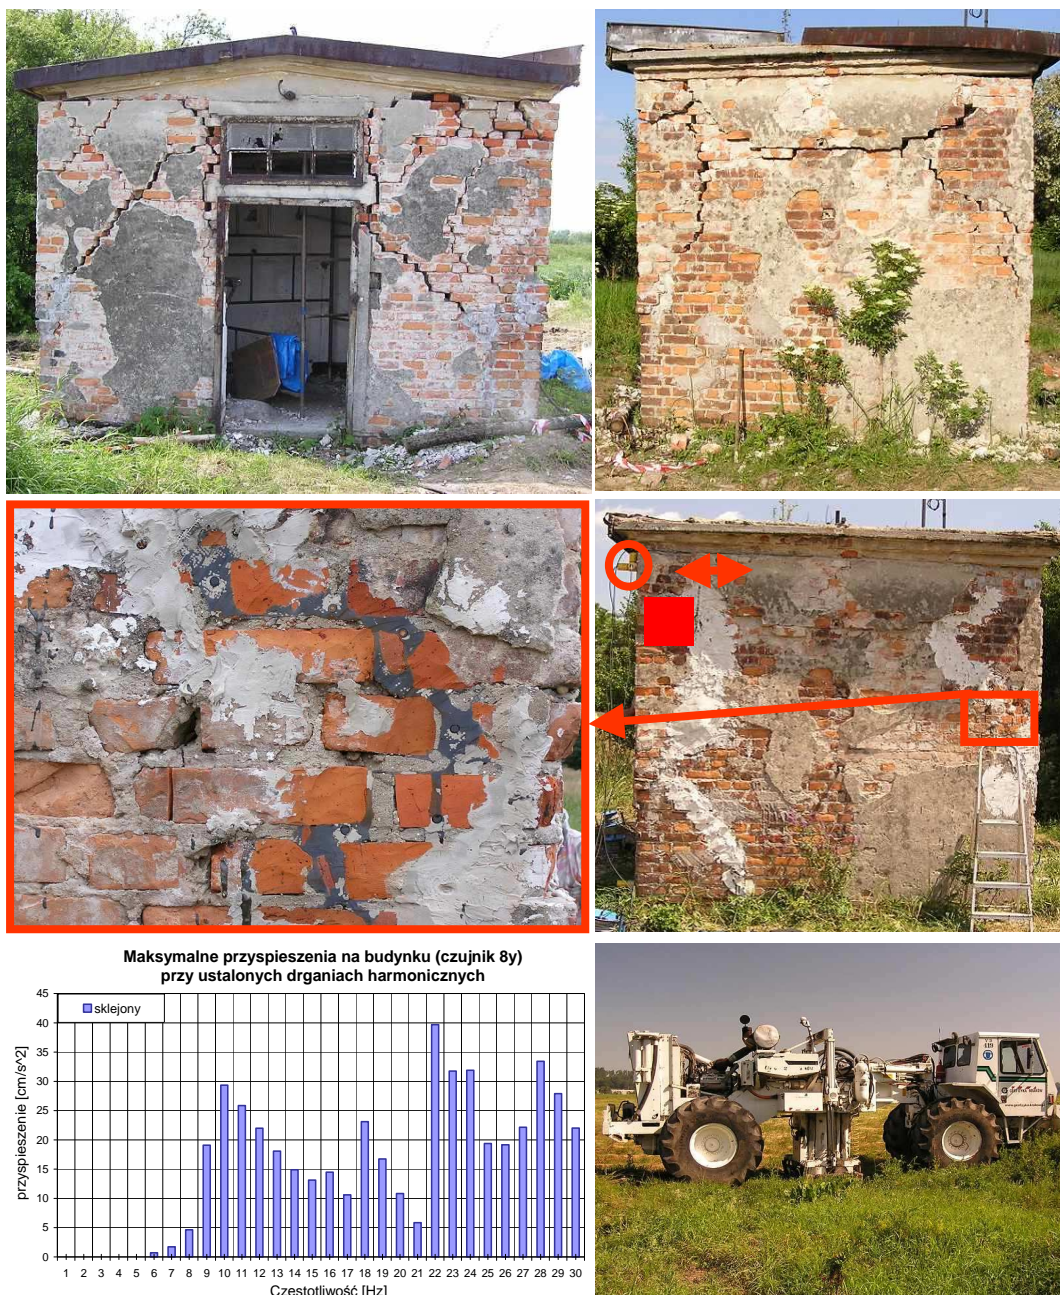 Maksymalne przyspieszenia na budynku (czujnik 8y)
przy ustalonych drganiach harmonicznych
sklejony
przyspieszenie [cm/s^2]
45
40
35
30
25
20
15
10
5
0
1 2 3 4 5 6 7 8 9 10 11 12 13 14 15 16 17 18 19 20 21 22 23 24 25 26 27 28 29 30
Częstotliwość [Hz]
419